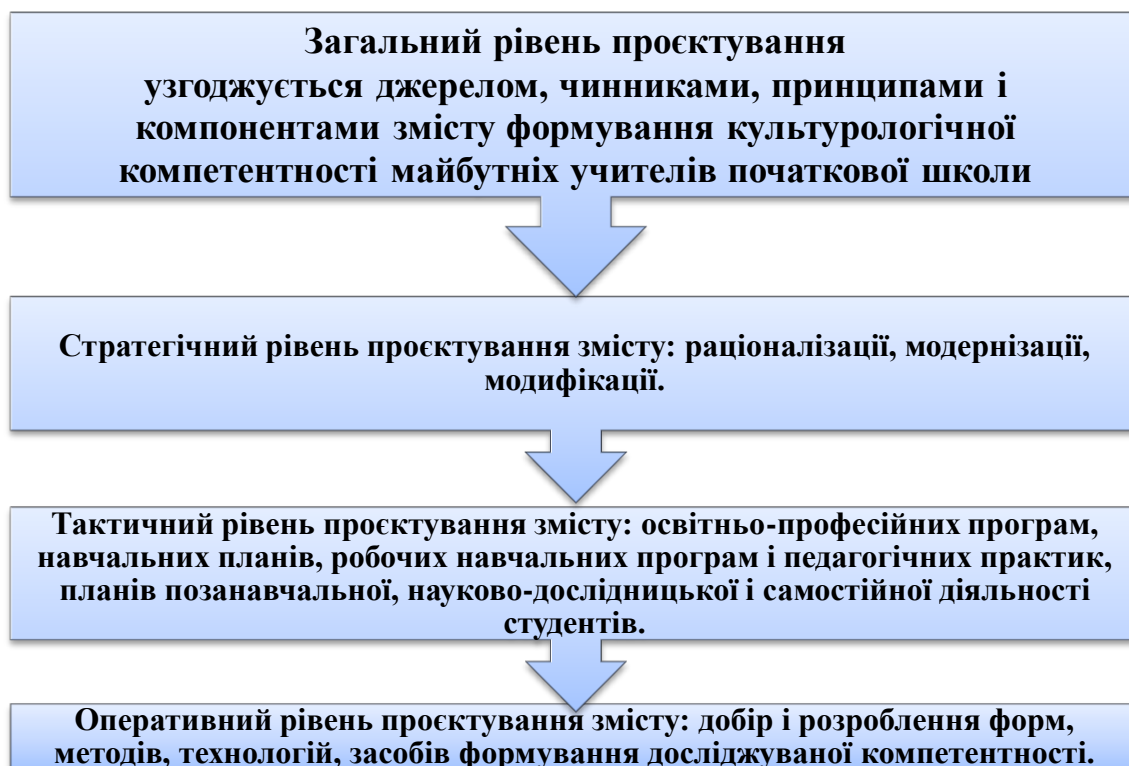 Загальний рівень проєктування
узгоджується джерелом, чинниками, принципами і
компонентами змісту формування культурологічної
компетентності майбутніх учителів початкової школи
Стратегічний рівень проєктування змісту: раціоналізації, модернізації,
модифікації.
Тактичний рівень проєктування змісту: освітньо-професійних програм,
навчальних планів, робочих навчальних програм і педагогічних практик,
планів позанавчальної, науково-дослідницької і самостійної діяльності
студентів.
Оперативний рівень проєктування змісту: добір і розроблення форм,
методів, технологій, засобів формування досліджуваної компетентності.